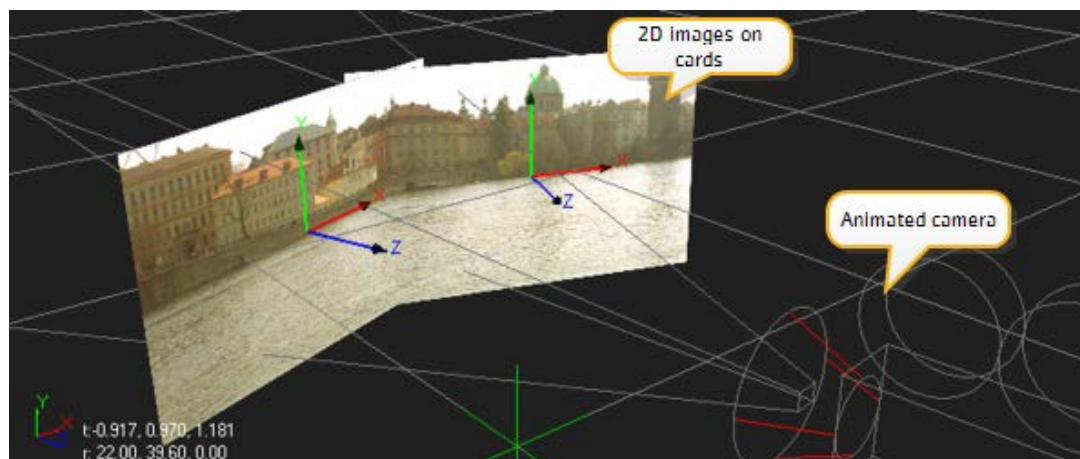 2D images on
cards
Y
Y
X
X
Z
Z
Animated camera
Y
X
Z
t:-0.917, 0.970, 1.181
r: 22.00, 39.60, 0.00